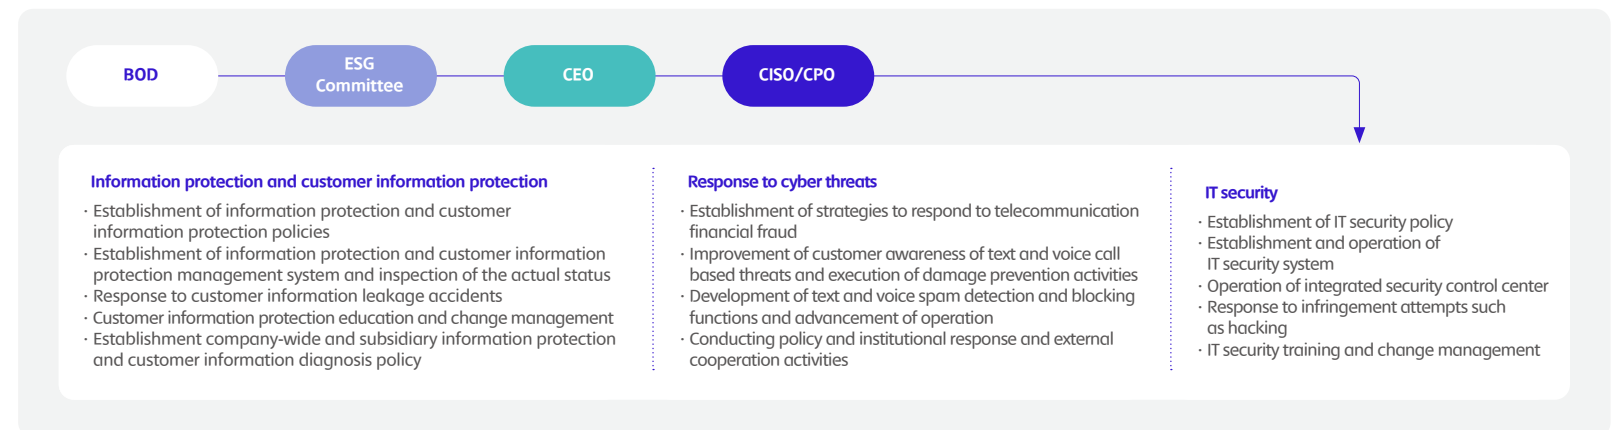 BOD
ESG
Committee
CEO
CISO/CPO
Information protection and customer information protection
· Establishment of information protection and customer
information protection policies
· Establishment of information protection and customer information
protection management system and inspection of the actual status
· Response to customer information leakage accidents
· Customer information protection education and change management
· Establishment company-wide and subsidiary information protection
and customer information diagnosis policy
Response to cyber threats
· Establishment of strategies to respond to telecommunication
financial fraud
· Improvement of customer awareness of text and voice call
based threats and execution of damage prevention activities
· Development of text and voice spam detection and blocking
functions and advancement of operation
· Conducting policy and institutional response and external
cooperation activities
IT security
· Establishment of IT security policy
· Establishment and operation of
IT security system
· Operation of integrated security control center
· Response to infringement attempts such
as hacking
· IT security training and change management